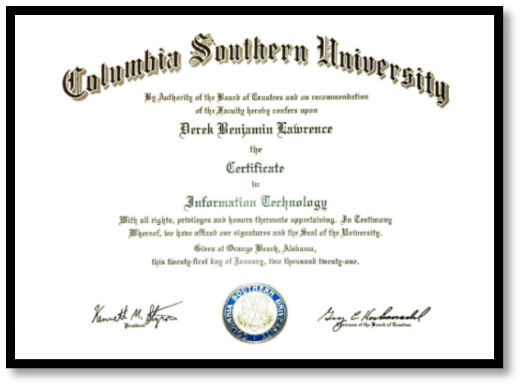 Columbia Southern University
By Authority of the Board of Trustees and on recommendation
of the Faculty hereby confers upon
Derek Benjamin Lawrence
the
Certificate
in
Information Technology
With all rights, privileges and honors thereunto appertaining. In Testimony
Whereof, we have affixed our signatures and the Seal of the University.
Given at Orange Beach, Alabama,
this twenty-first day of January, two thousand twenty-one.
Kenneth M. Styron
President
Chairman of the Board of Trustees
COLUMBIA SOUTHERN UNIVERSITY